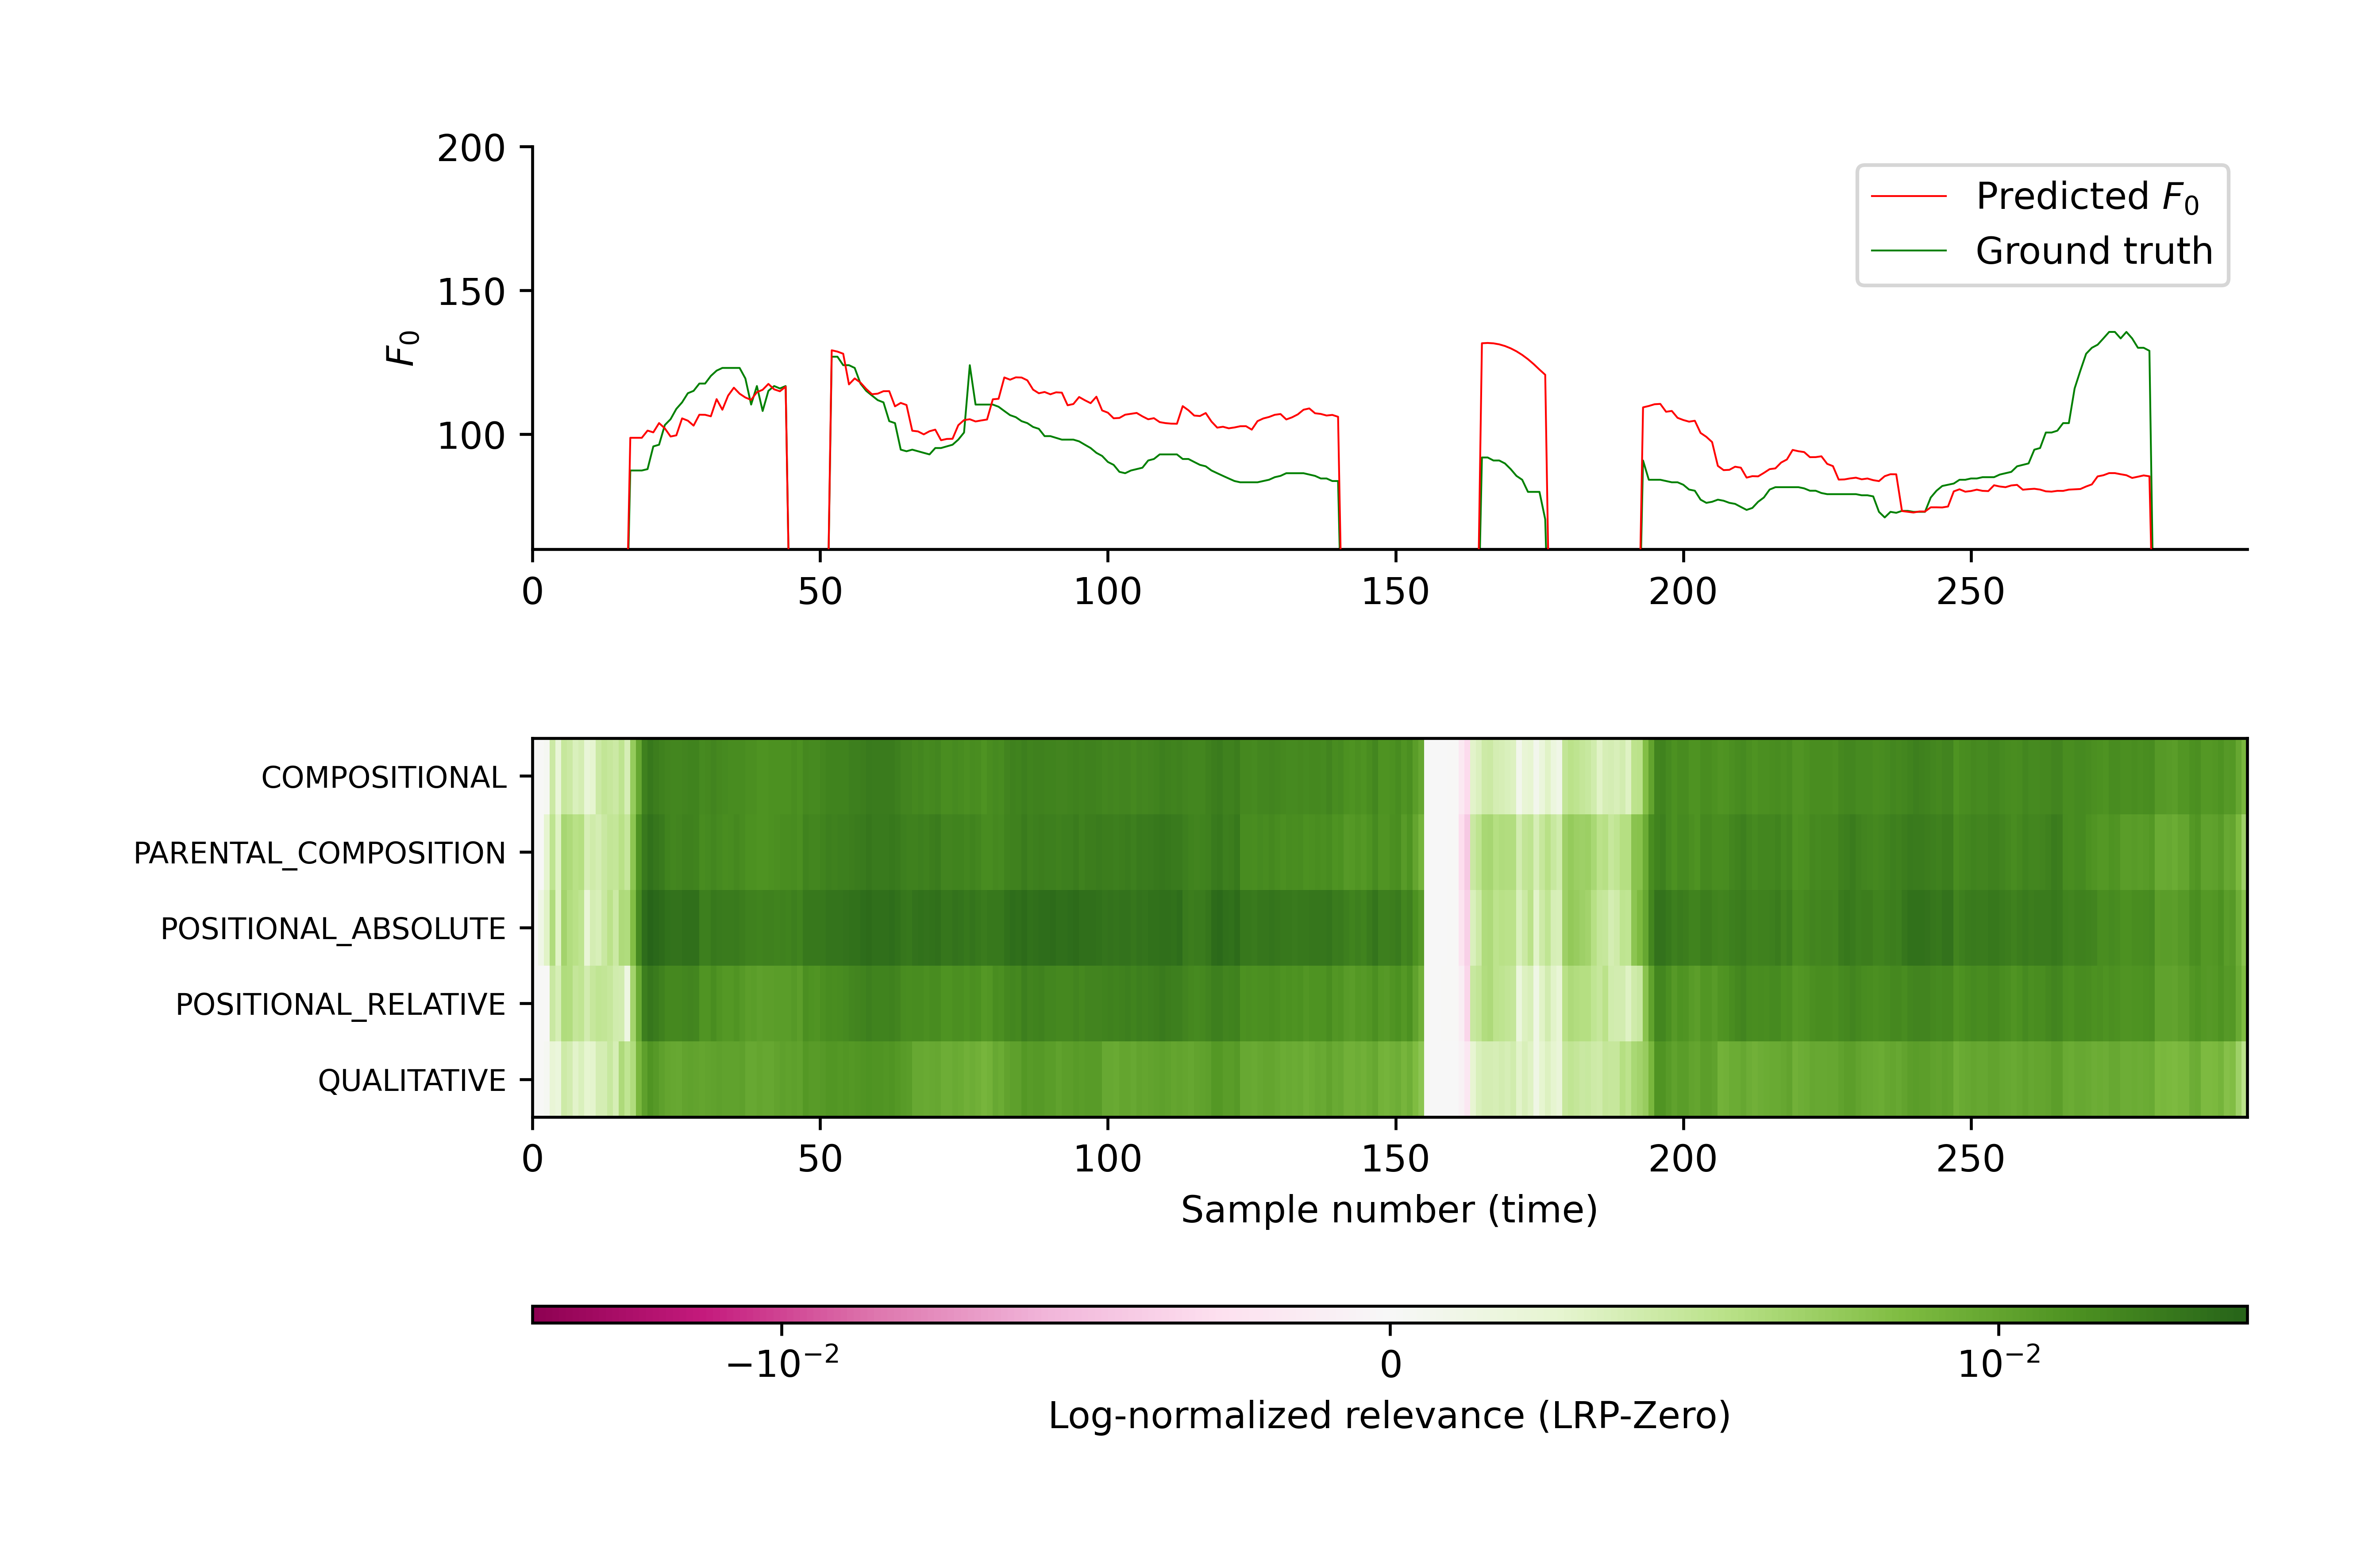 200
150
100
F₀
Predicted F₀
Ground truth
0 50 100 150 200 250
COMPOSITIONAL
PARENTAL_COMPOSITION
POSITIONAL_ABSOLUTE
POSITIONAL_RELATIVE
QUALITATIVE
0 50 100 150 200 250
Sample number (time)
−10⁻² 0 10⁻²
Log-normalized relevance (LRP-Zero)